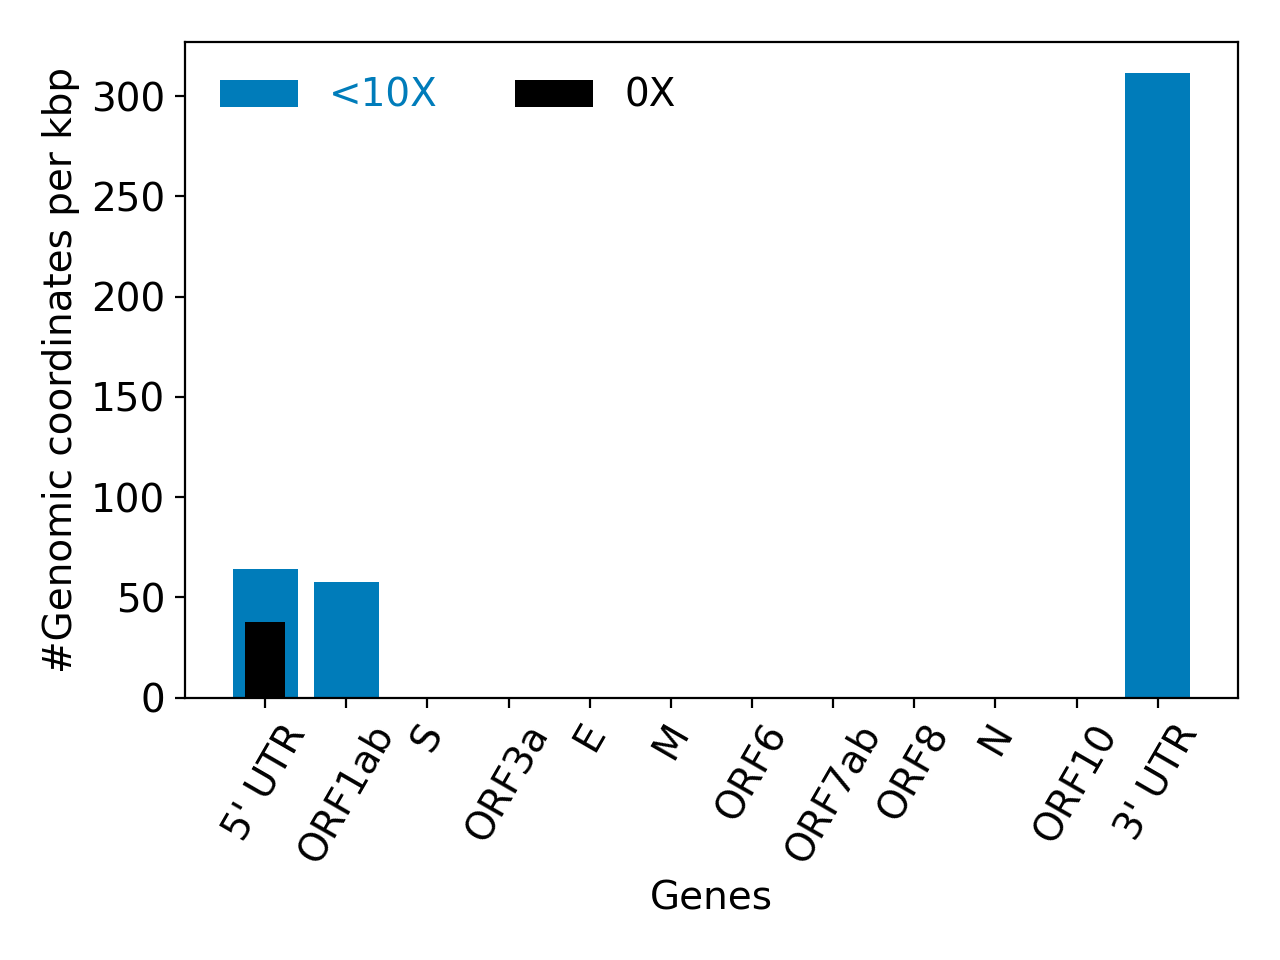 #Genomic coordinates per kbp
300
250
200
150
100
50
0
<10X
0X
5' UTR
ORF1ab
S
ORF3a
E
M
ORF6
ORF7ab
ORF8
N
ORF10
3' UTR
Genes